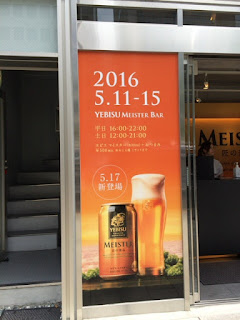 2016
5.11-15
YEBISU MEISTER BAR
平日 16:00-22:00
土日 12:00-21:00
5.17
新登場
YEBISU
MEISTER
MEIS